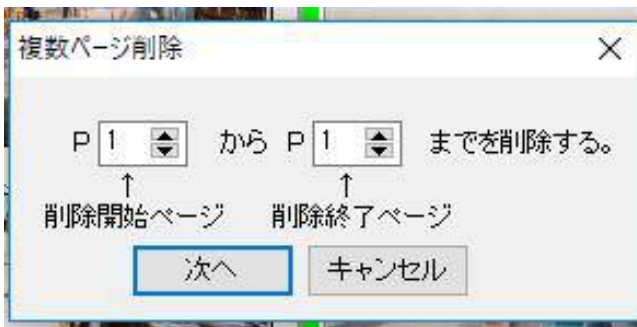 複数ページ削除
P 1 から P 1 までを削除する。
↑ ↑
削除開始ページ 削除終了ページ
次へ キャンセル